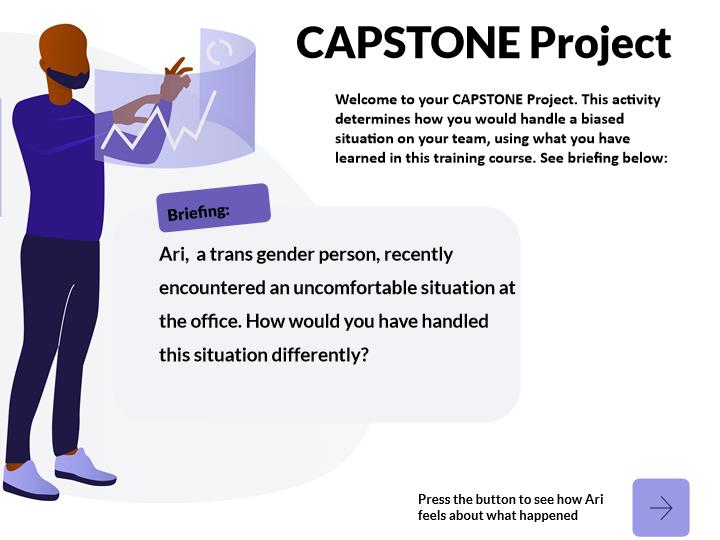 CAPSTONE Project
Welcome to your CAPSTONE Project. This activity
determines how you would handle a biased
situation on your team, using what you have
learned in this training course. See briefing below:
Briefing:
Ari,  a trans gender person, recently
encountered an uncomfortable situation at
the office. How would you have handled
this situation differently?
Press the button to see how Ari
feels about what happened